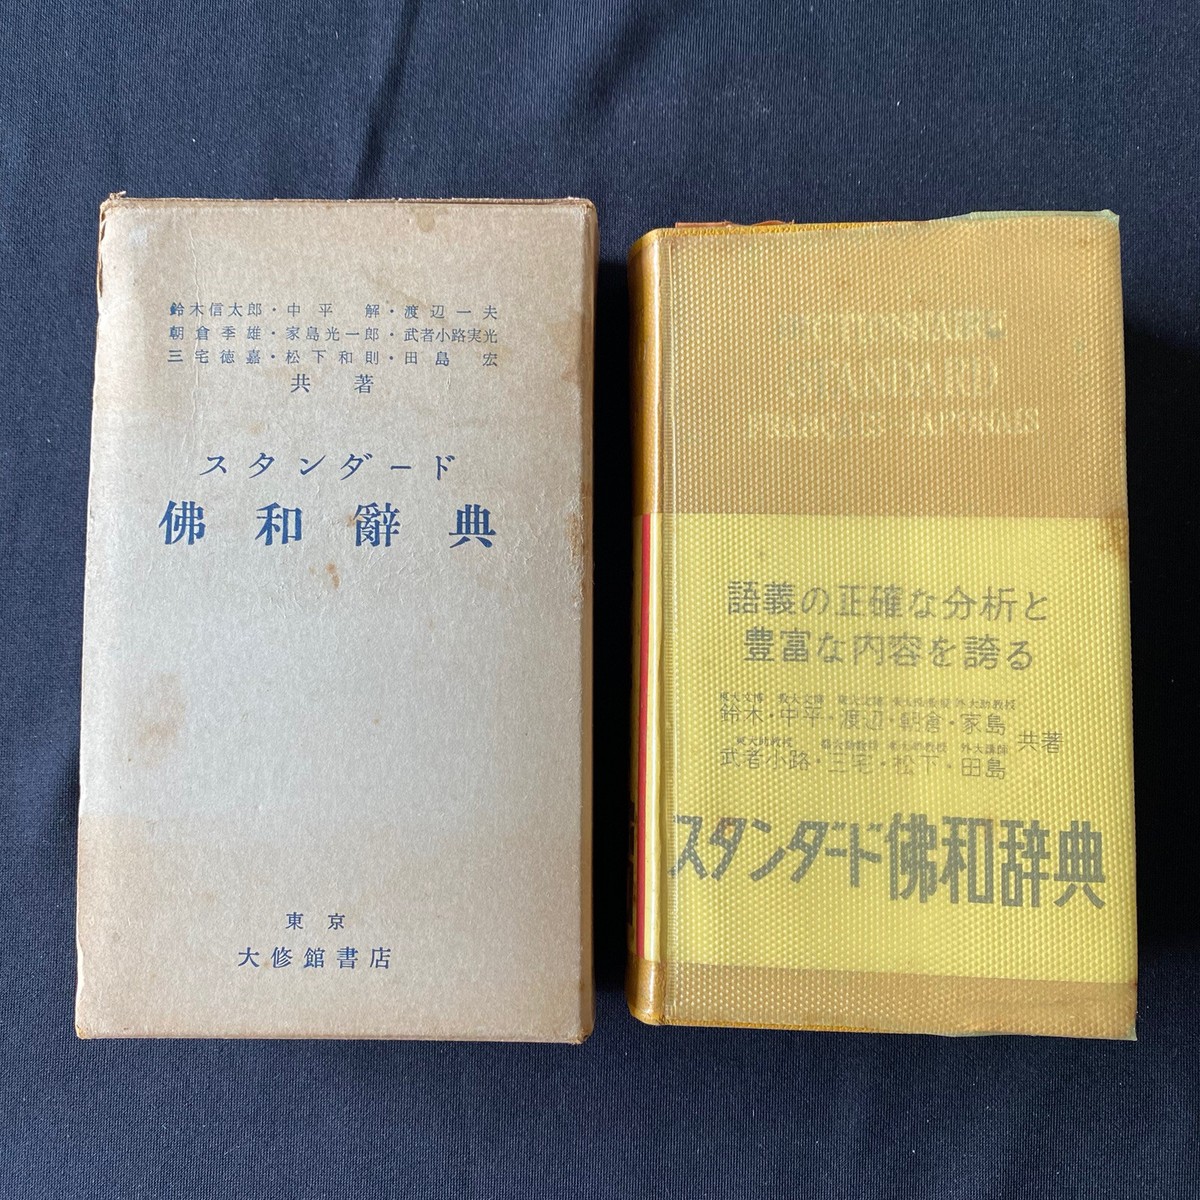 鈴木信太郎・中平 解・渡辺一夫
朝倉季雄・家島光一郎・武者小路実光
三宅徳嘉・松下和則・田島 宏
共著
スタンダード
佛和辭典
東京
大修館書店
STANDARD
FRANÇAIS-JAPONAIS
語義の正確な分析と
豊富な内容を誇る
鈴木・中平・渡辺・朝倉・家島
武者小路・三宅・松下・田島
共著
スタンダード佛和辞典